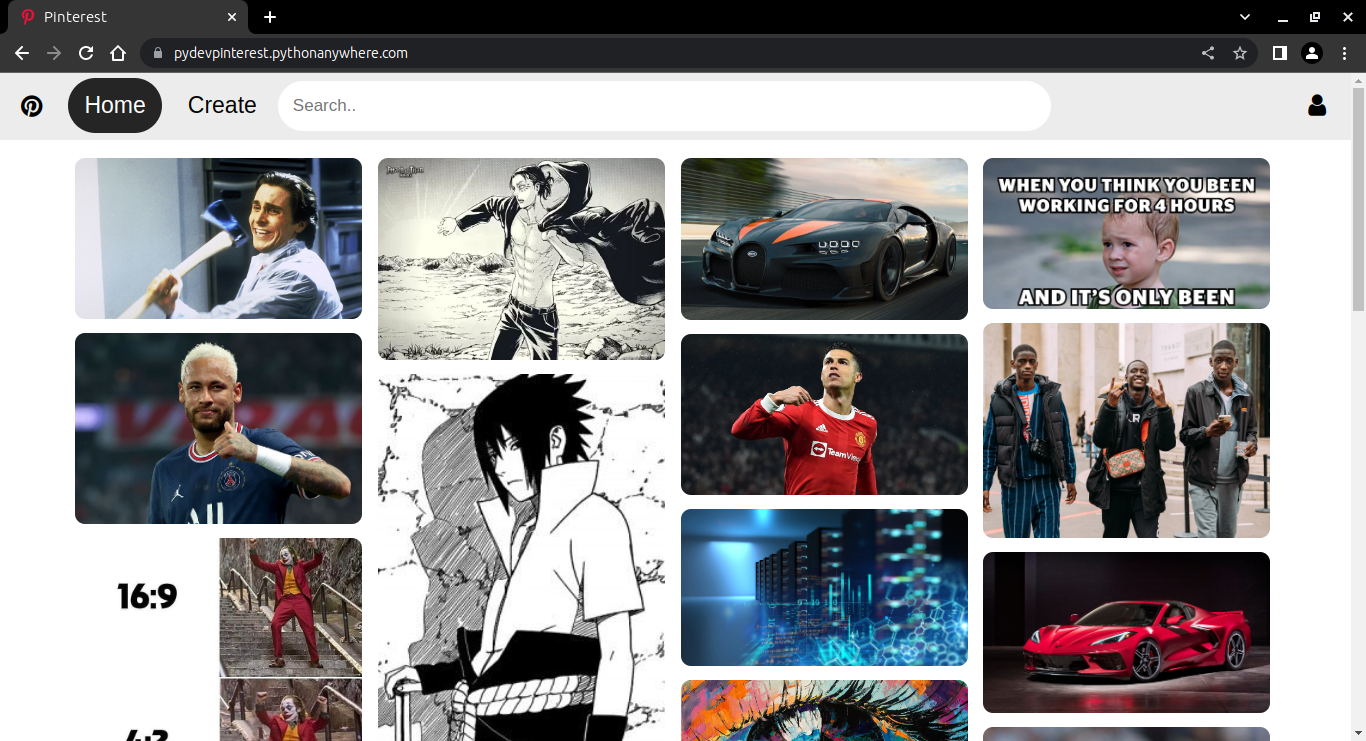 Pinterest
pydevpinterest.pythonanywhere.com
Home
Create
Search..
WHEN YOU THINK YOU BEEN
WORKING FOR 4 HOURS
AND IT'S ONLY BEEN
TeamView
16:9
4:3